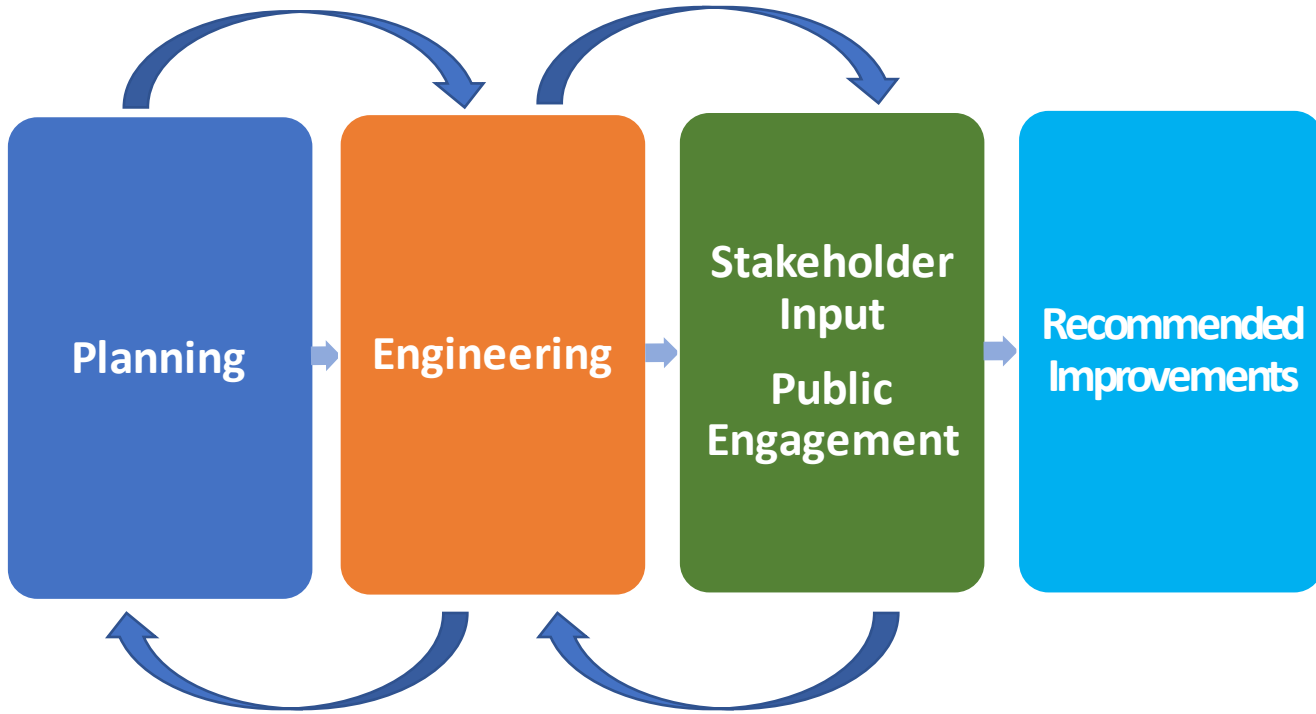 Planning
Engineering
Stakeholder
Input
Public
Engagement
Recommended
Improvements